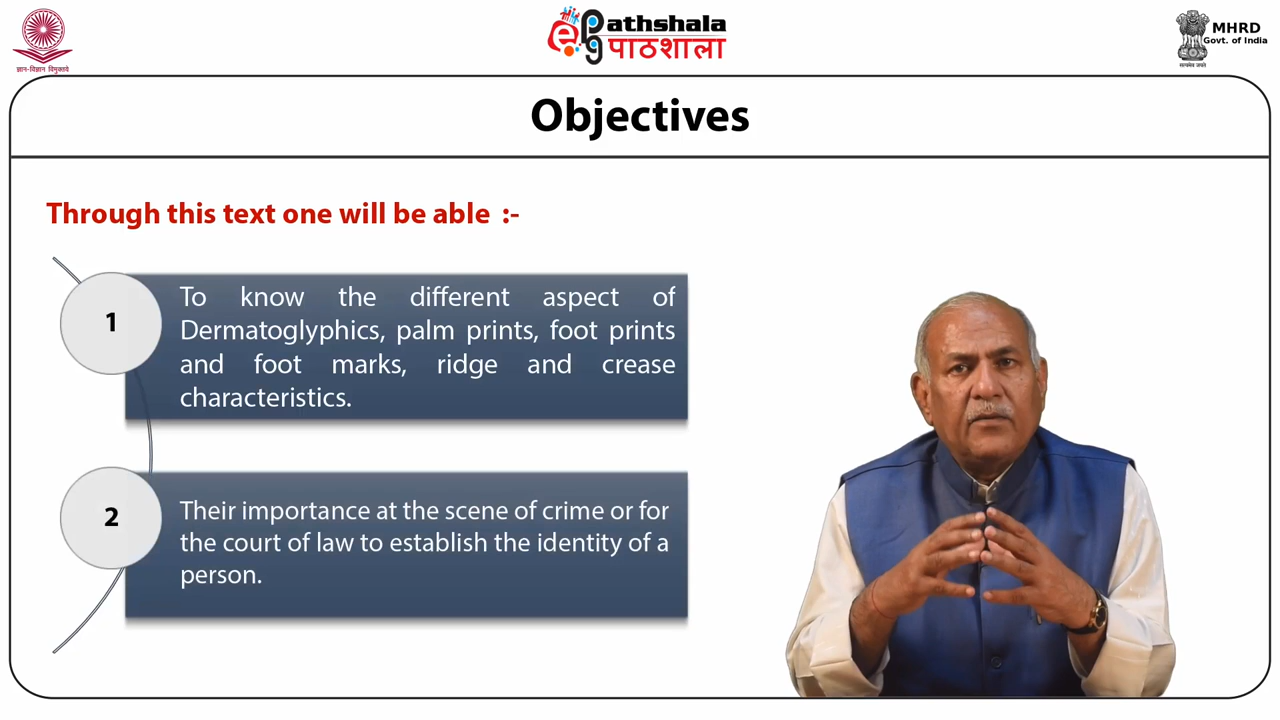 ज्ञान-विज्ञान विमुक्तये
ePGathshala
पाठशाला
MHRD
Govt. of India
सत्यमेव जयते
Objectives
Through this text one will be able :-
1
To know the different aspect of
Dermatoglyphics, palm prints, foot prints
and foot marks, ridge and crease
characteristics.
2
Their importance at the scene of crime or for
the court of law to establish the identity of a
person.